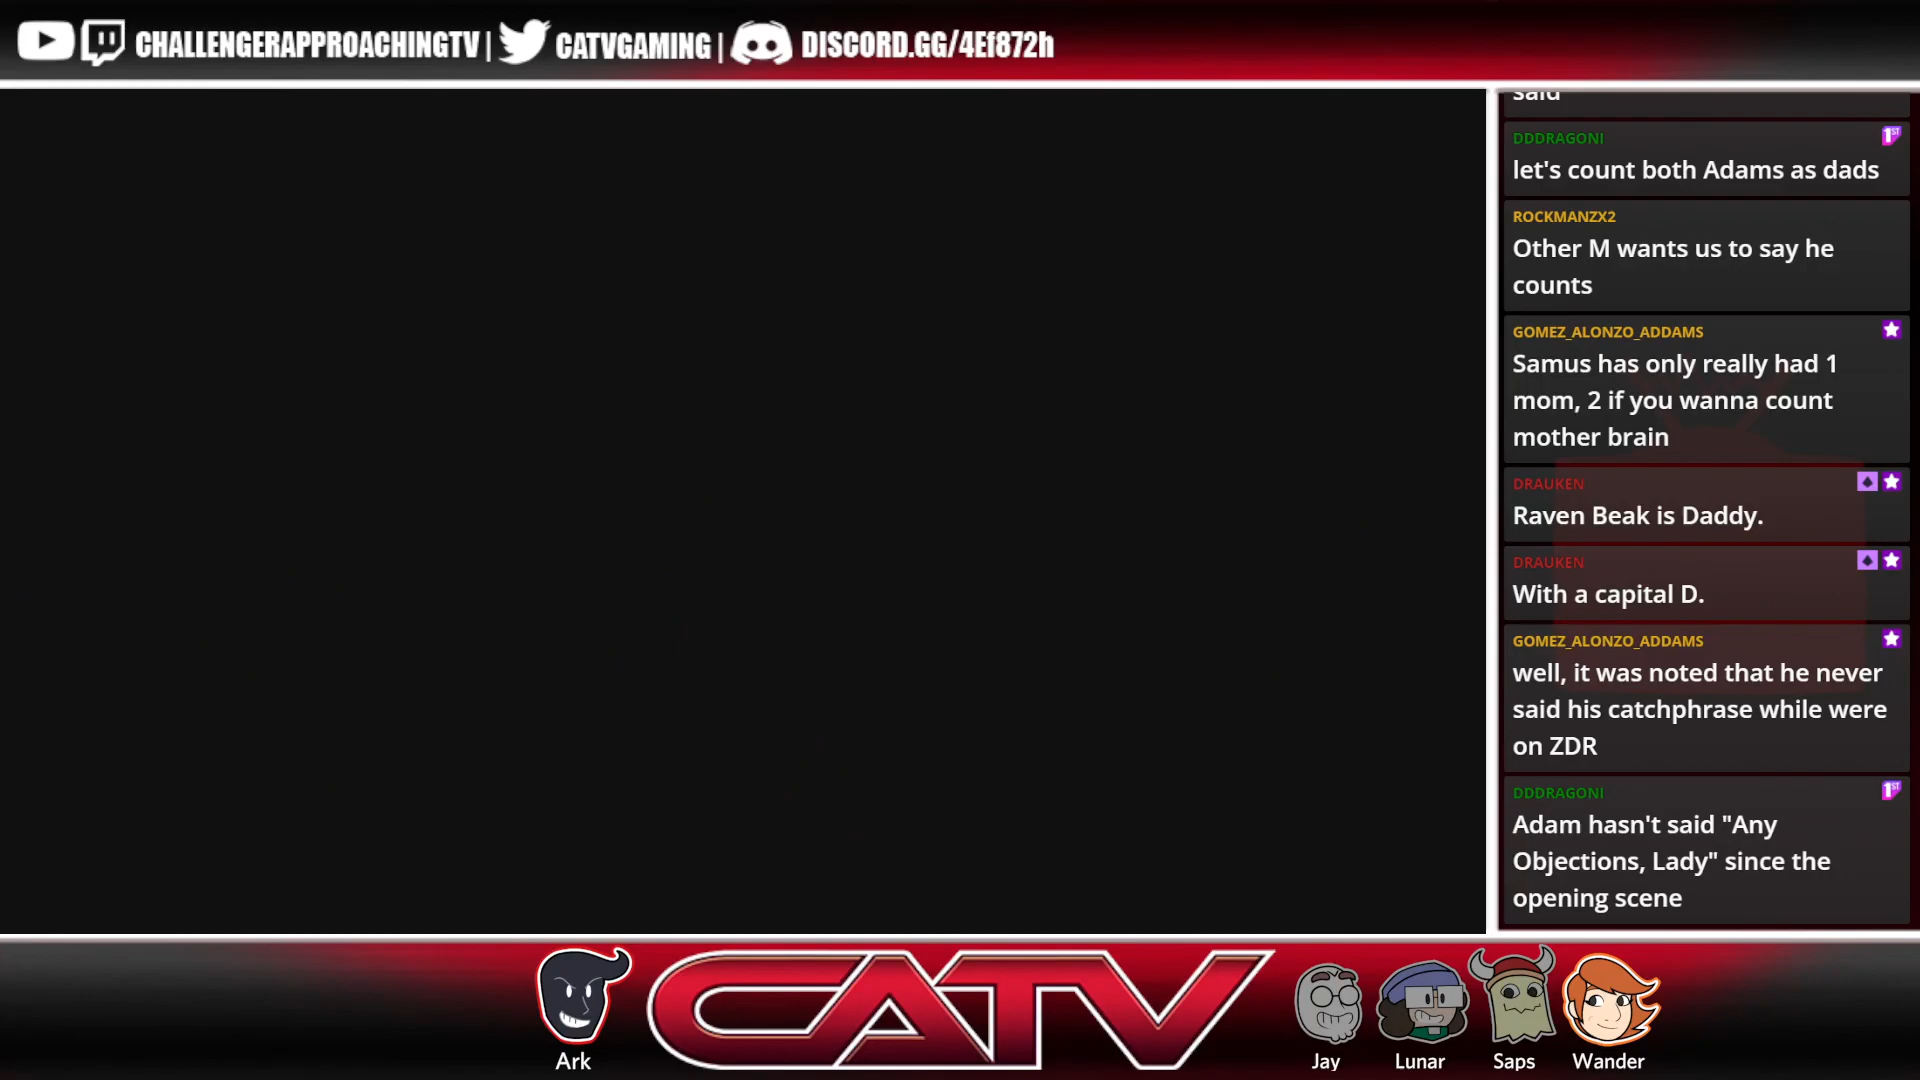 CHALLENGERAPPROACHINGTV | CATVGAMING | DISCORD.GG/4Ef872h
said
DDDRAGONI
let's count both Adams as dads
ROCKMANZX2
Other M wants us to say he
counts
GOMEZ_ALONZO_ADDAMS
Samus has only really had 1
mom, 2 if you wanna count
mother brain
DRAUKEN
Raven Beak is Daddy.
DRAUKEN
With a capital D.
GOMEZ_ALONZO_ADDAMS
well, it was noted that he never
said his catchphrase while were
on ZDR
DDDRAGONI
Adam hasn't said "Any
Objections, Lady" since the
opening scene
CATV
Ark
Jay
Lunar
Saps
Wander